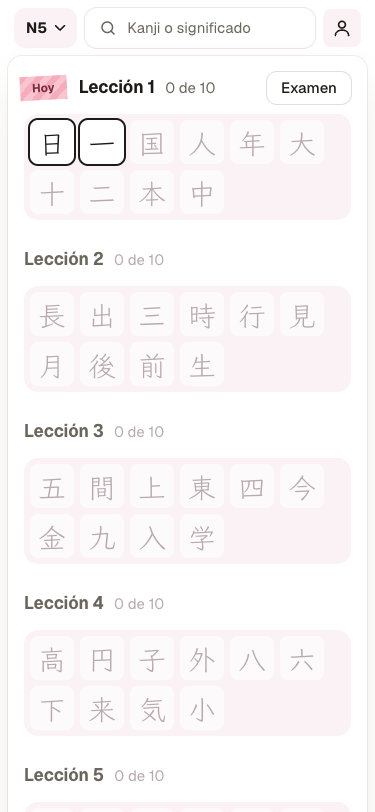 N5 Kanji o significado
Hoy Lección 1 0 de 10 Examen
日 一 国 人 年 大
十 二 本 中
Lección 2 0 de 10
長 出 三 時 行 見
月 後 前 生
Lección 3 0 de 10
五 間 上 東 四 今
金 九 入 学
Lección 4 0 de 10
高 円 子 外 八 六
下 来 気 小
Lección 5 0 de 10